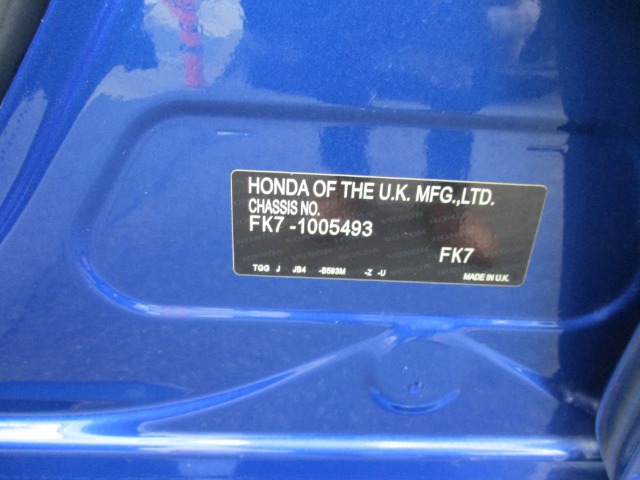 HONDA OF THE U.K. MFG.,LTD.
CHASSIS NO.
FK7 -1005493
FK7
TGG J JB4 -B593M -Z -U
MADE IN U.K.